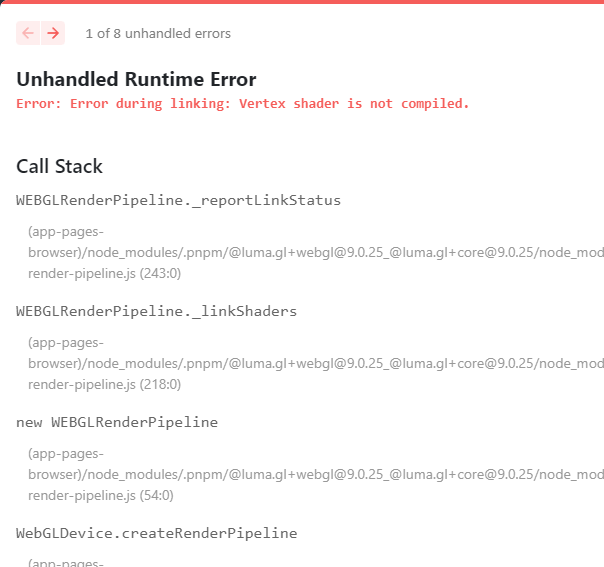 1 of 8 unhandled errors
Unhandled Runtime Error
Error: Error during linking: Vertex shader is not compiled.
Call Stack
WEBGLRenderPipeline._reportLinkStatus
(app-pages-
browser)/node_modules/.pnpm/@luma.gl+webgl@9.0.25_@luma.gl+core@9.0.25/node_mod
render-pipeline.js (243:0)
WEBGLRenderPipeline._linkShaders
(app-pages-
browser)/node_modules/.pnpm/@luma.gl+webgl@9.0.25_@luma.gl+core@9.0.25/node_mod
render-pipeline.js (218:0)
new WEBGLRenderPipeline
(app-pages-
browser)/node_modules/.pnpm/@luma.gl+webgl@9.0.25_@luma.gl+core@9.0.25/node_mod
render-pipeline.js (54:0)
WebGLDevice.createRenderPipeline
(app-pages-